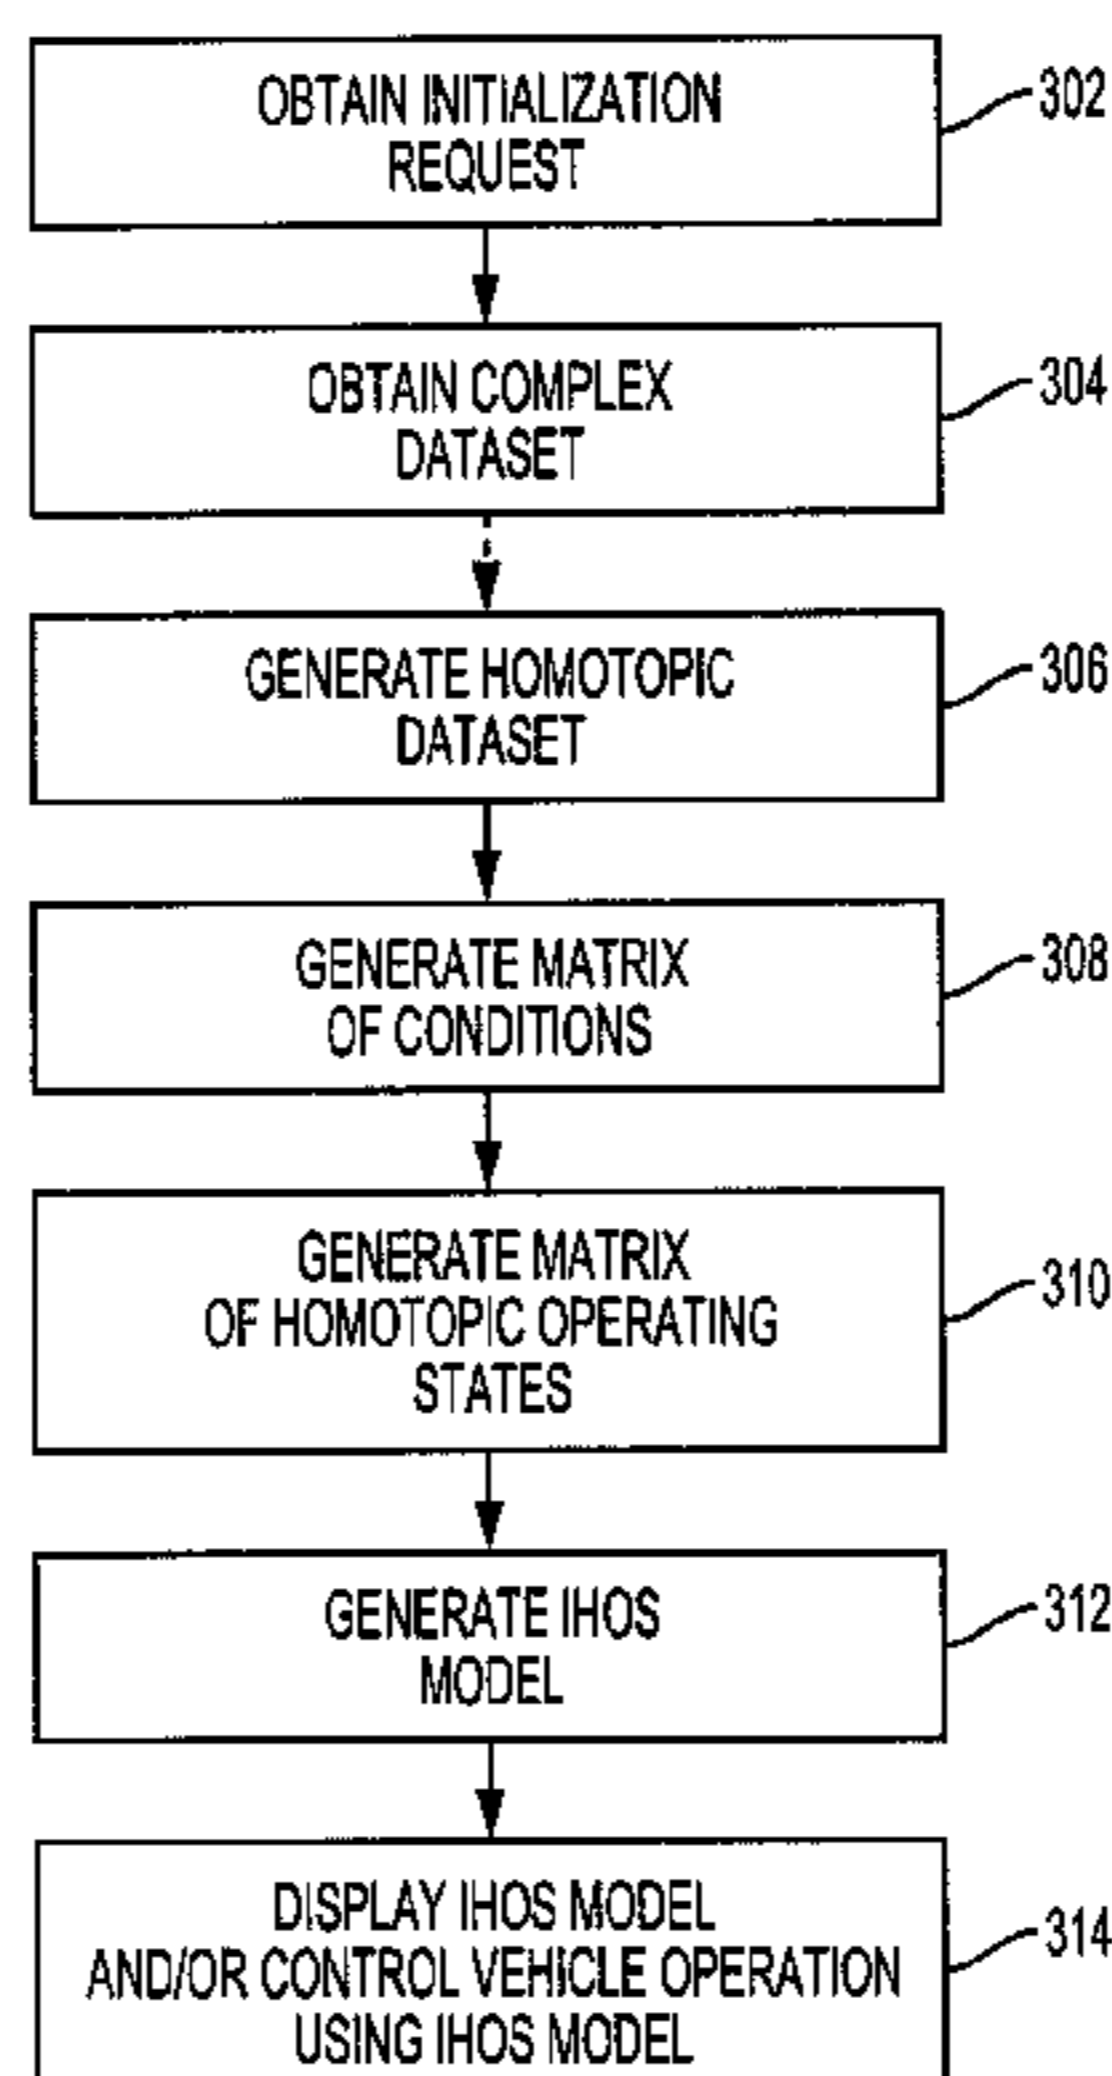 OBTAIN INITIALIZATION
REQUEST
302
OBTAIN COMPLEX
DATASET
304
GENERATE HOMOTOPIC
DATASET
306
GENERATE MATRIX
OF CONDITIONS
308
GENERATE MATRIX
OF HOMOTOPIC OPERATING
STATES
310
GENERATE IHOS
MODEL
312
DISPLAY IHOS MODEL
AND/OR CONTROL VEHICLE OPERATION
USING IHOS MODEL
314